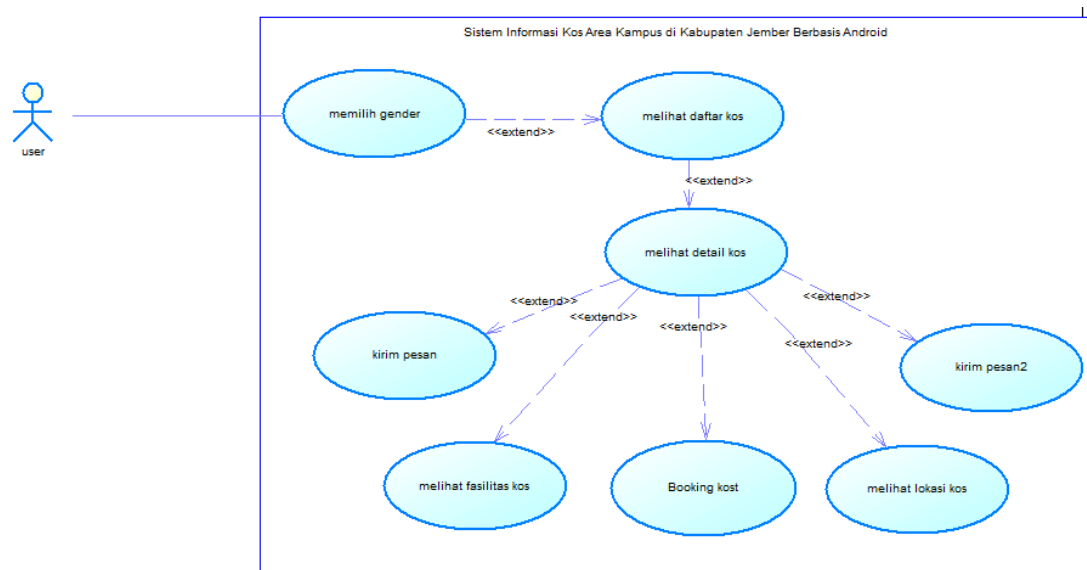 Sistem Informasi Kos Area Kampus di Kabupaten Jember Berbasis Android
user
memilih gender
<<extend>>
melihat daftar kos
<<extend>>
melihat detail kos
<<extend>>
<<extend>>
<<extend>>
<<extend>>
<<extend>>
kirim pesan
kirim pesan2
melihat fasilitas kos
Booking kost
melihat lokasi kos